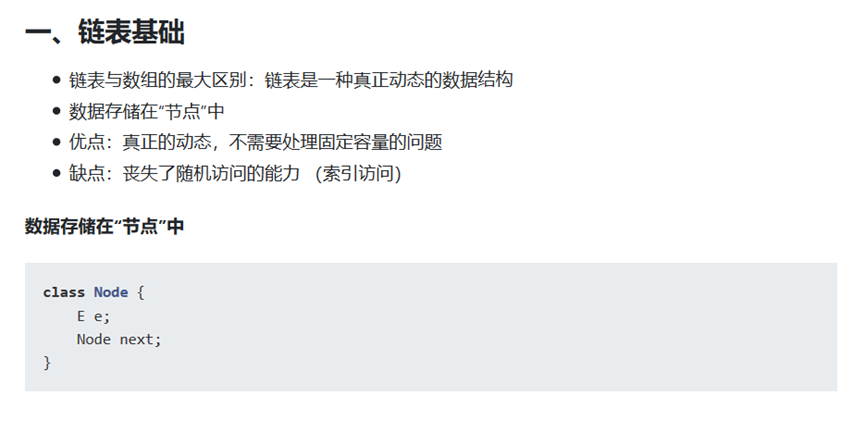 一、链表基础
• 链表与数组的最大区别：链表是一种真正动态的数据结构
• 数据存储在“节点”中
• 优点：真正的动态，不需要处理固定容量的问题
• 缺点：丧失了随机访问的能力 （索引访问）
数据存储在“节点”中
class Node {
    E e;
    Node next;
}